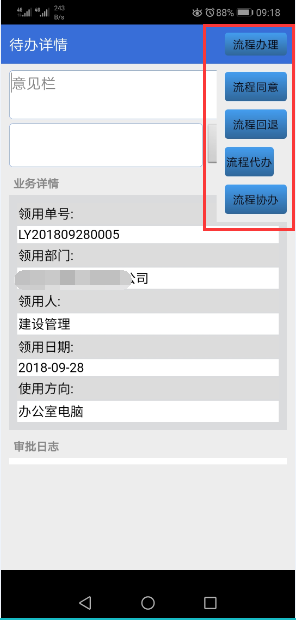 743 B/s 88% 09:18
待办详情
流程办理
意见栏
流程同意
流程回退
流程代办
流程协办
业务详情
领用单号:
LY201809280005
领用部门:
公司
领用人:
建设管理
领用日期:
2018-09-28
使用方向:
办公室电脑
审批日志